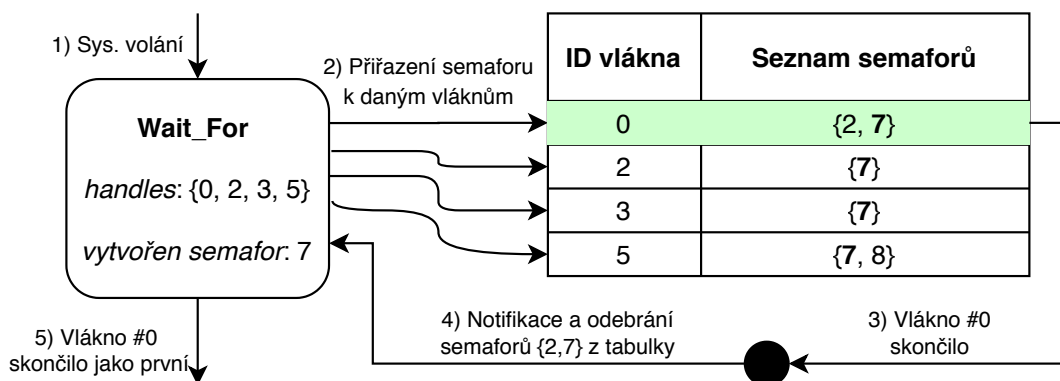 1) Sys. volání
2) Přiřazení semaforu
k daným vláknům
Wait_For
handles: {0, 2, 3, 5}
vytvořen semafor: 7
ID vlákna Seznam semaforů
0 {2, 7}
2 {7}
3 {7}
5 {7, 8}
3) Vlákno #0
skončilo
4) Notifikace a odebrání
semaforů {2,7} z tabulky
5) Vlákno #0
skončilo jako první